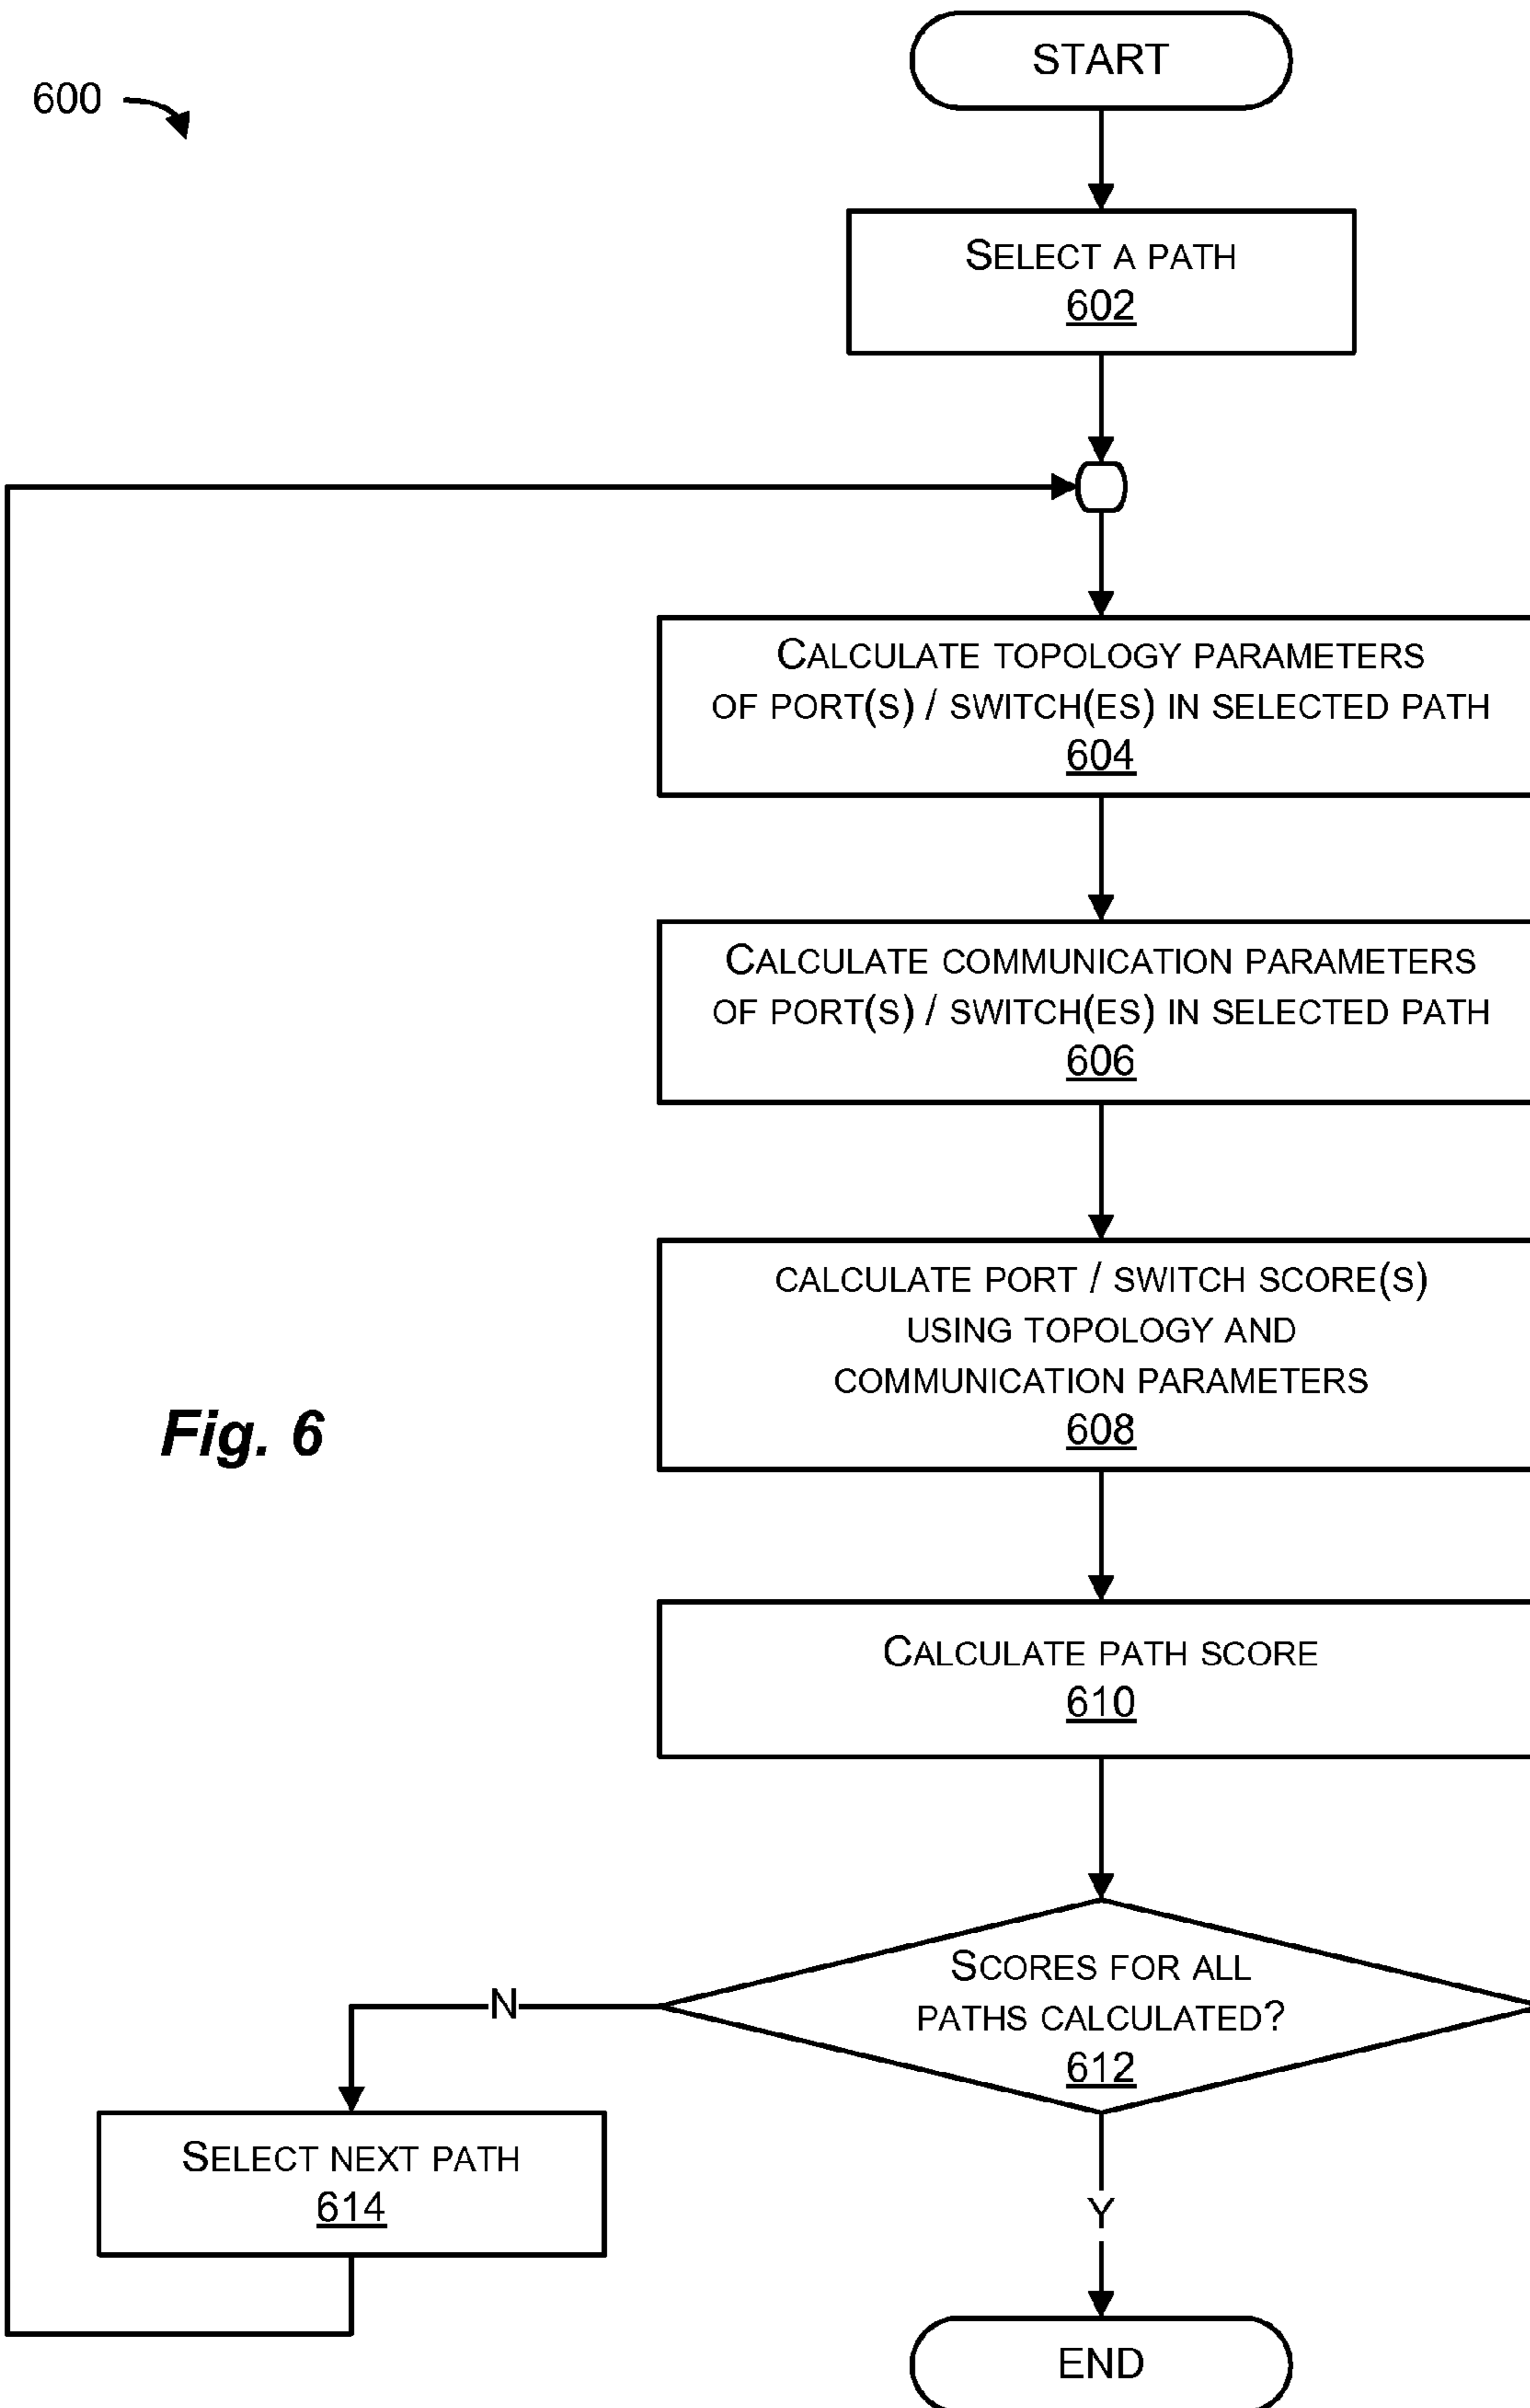 600
START
SELECT A PATH
602
CALCULATE TOPOLOGY PARAMETERS
OF PORT(S) / SWITCH(ES) IN SELECTED PATH
604
CALCULATE COMMUNICATION PARAMETERS
OF PORT(S) / SWITCH(ES) IN SELECTED PATH
606
CALCULATE PORT / SWITCH SCORE(S)
USING TOPOLOGY AND
COMMUNICATION PARAMETERS
608
Fig. 6
CALCULATE PATH SCORE
610
SCORES FOR ALL
PATHS CALCULATED?
612
N
SELECT NEXT PATH
614
Y
END